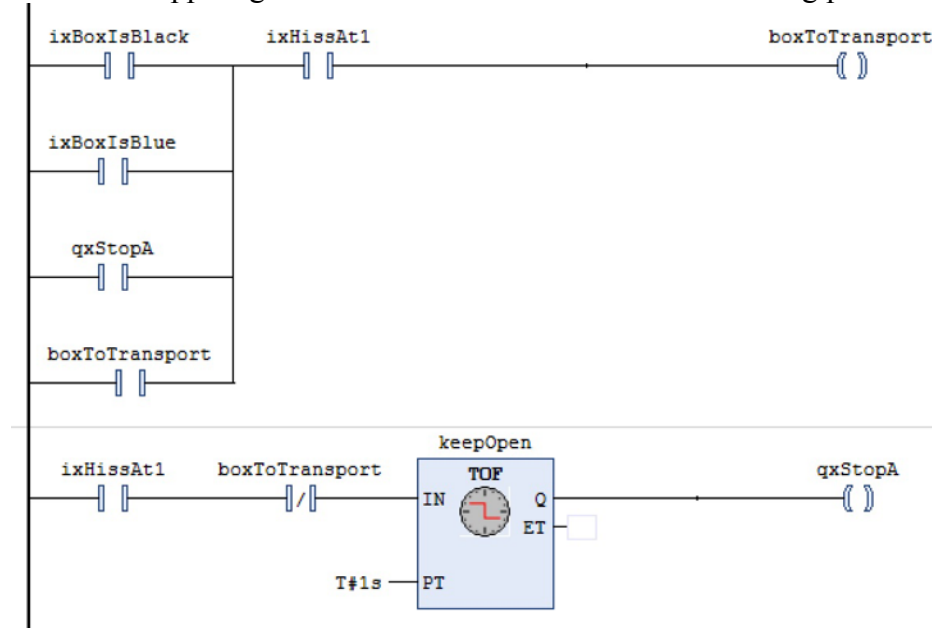 ixBoxIsBlack ixHissAt1 boxToTransport
ixBoxIsBlue
qxStopA
boxToTransport
keepOpen
ixHissAt1 boxToTransport TOF qxStopA
IN Q
ET
T#1s PT